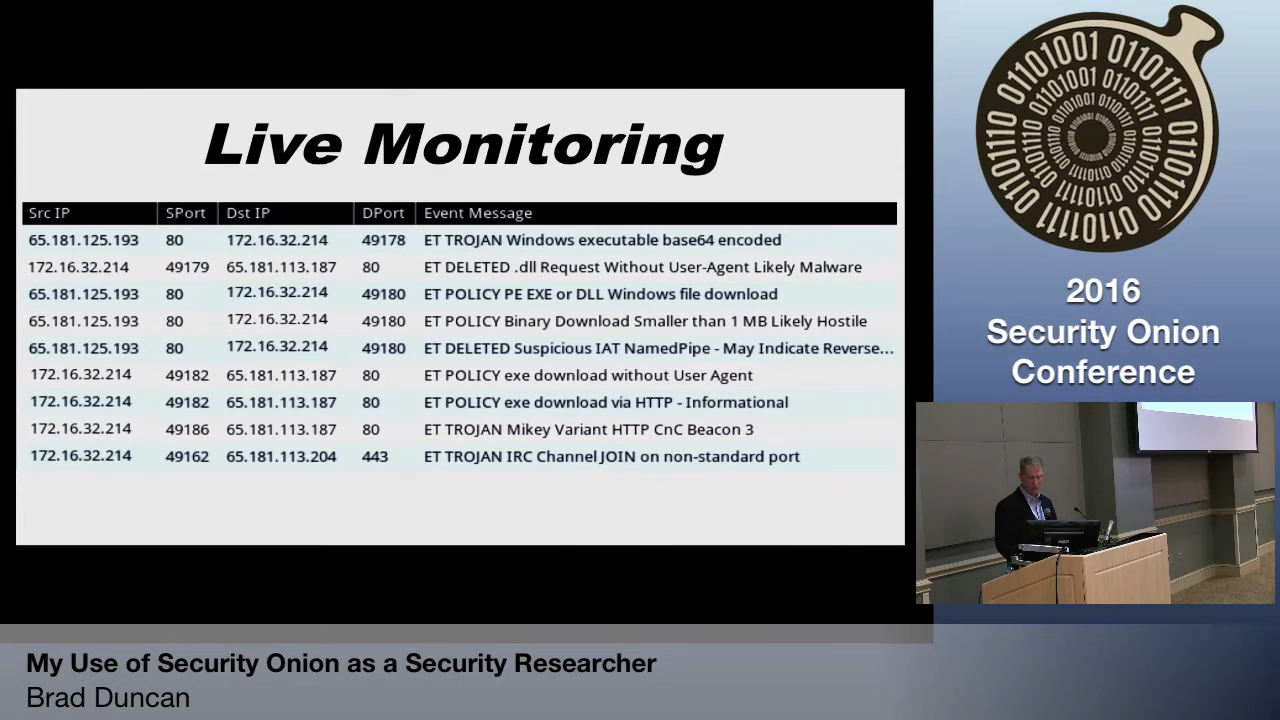 Live Monitoring
Src IP SPort Dst IP DPort Event Message
65.181.125.193 80 172.16.32.214 49178 ET TROJAN Windows executable base64 encoded
172.16.32.214 49179 65.181.113.187 80 ET DELETED .dll Request Without User-Agent Likely Malware
65.181.125.193 80 172.16.32.214 49180 ET POLICY PE EXE or DLL Windows file download
65.181.125.193 80 172.16.32.214 49180 ET POLICY Binary Download Smaller than 1 MB Likely Hostile
65.181.125.193 80 172.16.32.214 49180 ET DELETED Suspicious IAT NamedPipe - May Indicate Reverse...
172.16.32.214 49182 65.181.113.187 80 ET POLICY exe download without User Agent
172.16.32.214 49182 65.181.113.187 80 ET POLICY exe download via HTTP - Informational
172.16.32.214 49186 65.181.113.187 80 ET TROJAN Mikey Variant HTTP CnC Beacon 3
172.16.32.214 49162 65.181.113.204 443 ET TROJAN IRC Channel JOIN on non-standard port
2016
Security Onion
Conference
My Use of Security Onion as a Security Researcher
Brad Duncan